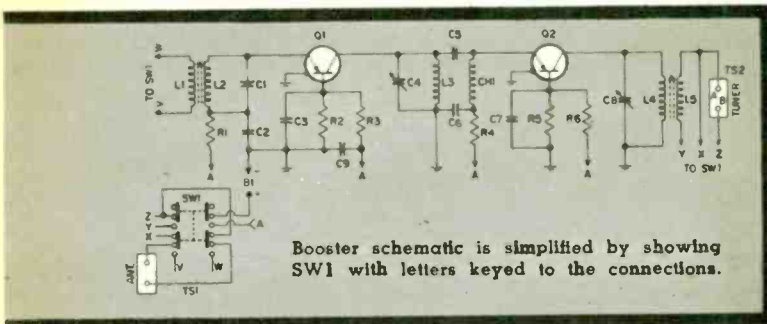 Q1
Q2
C5
TO SW1
W
V
L1
L2
C1
C2
R1
A
C3
R2
R3
C9
A
C4
L3
CH1
C6
R4
A
C7
R5
R6
A
C8
L4
L5
TS2
A
B
TUNER
Y
X
Z
TO SW1
-
B1
+
A
SW1
Z
Y
X
V
W
ANT
TS1
Booster schematic is simplified by showing
SW1 with letters keyed to the connections.